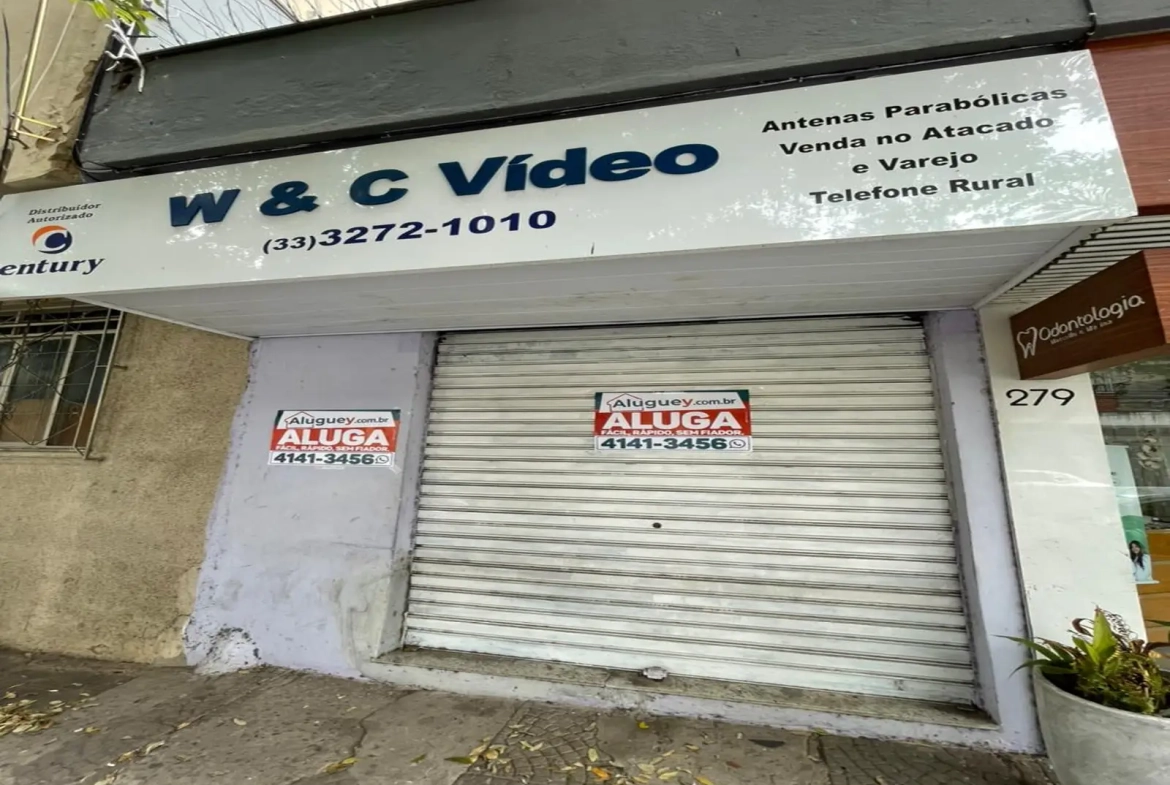 Distribuidor
Autorizado
entury
W & C Vídeo
(33)3272-1010
Antenas Parabólicas
Venda no Atacado
e Varejo
Telefone Rural
Aluguey.com.br
ALUGA
FÁCIL, RÁPIDO, SEM FIADOR.
4141-3456
Aluguey.com.br
ALUGA
FÁCIL, RÁPIDO, SEM FIADOR.
4141-3456
Odontologia
279